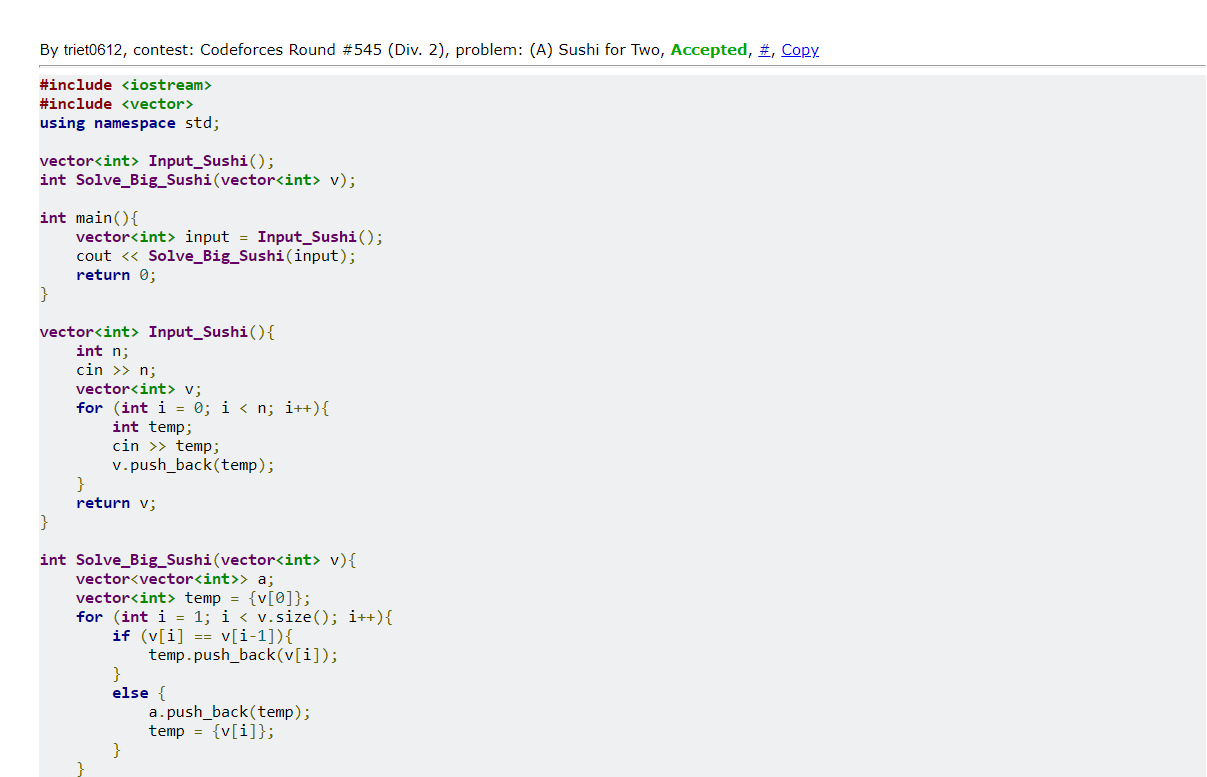 By triet0612, contest: Codeforces Round #545 (Div. 2), problem: (A) Sushi for Two, Accepted, #, Copy
#include <iostream>
#include <vector>
using namespace std;

vector<int> Input_Sushi();
int Solve_Big_Sushi(vector<int> v);

int main(){
    vector<int> input = Input_Sushi();
    cout << Solve_Big_Sushi(input);
    return 0;
}

vector<int> Input_Sushi(){
    int n;
    cin >> n;
    vector<int> v;
    for (int i = 0; i < n; i++){
        int temp;
        cin >> temp;
        v.push_back(temp);
    }
    return v;
}

int Solve_Big_Sushi(vector<int> v){
    vector<vector<int>> a;
    vector<int> temp = {v[0]};
    for (int i = 1; i < v.size(); i++){
        if (v[i] == v[i-1]){
            temp.push_back(v[i]);
        }
        else {
            a.push_back(temp);
            temp = {v[i]};
        }
    }